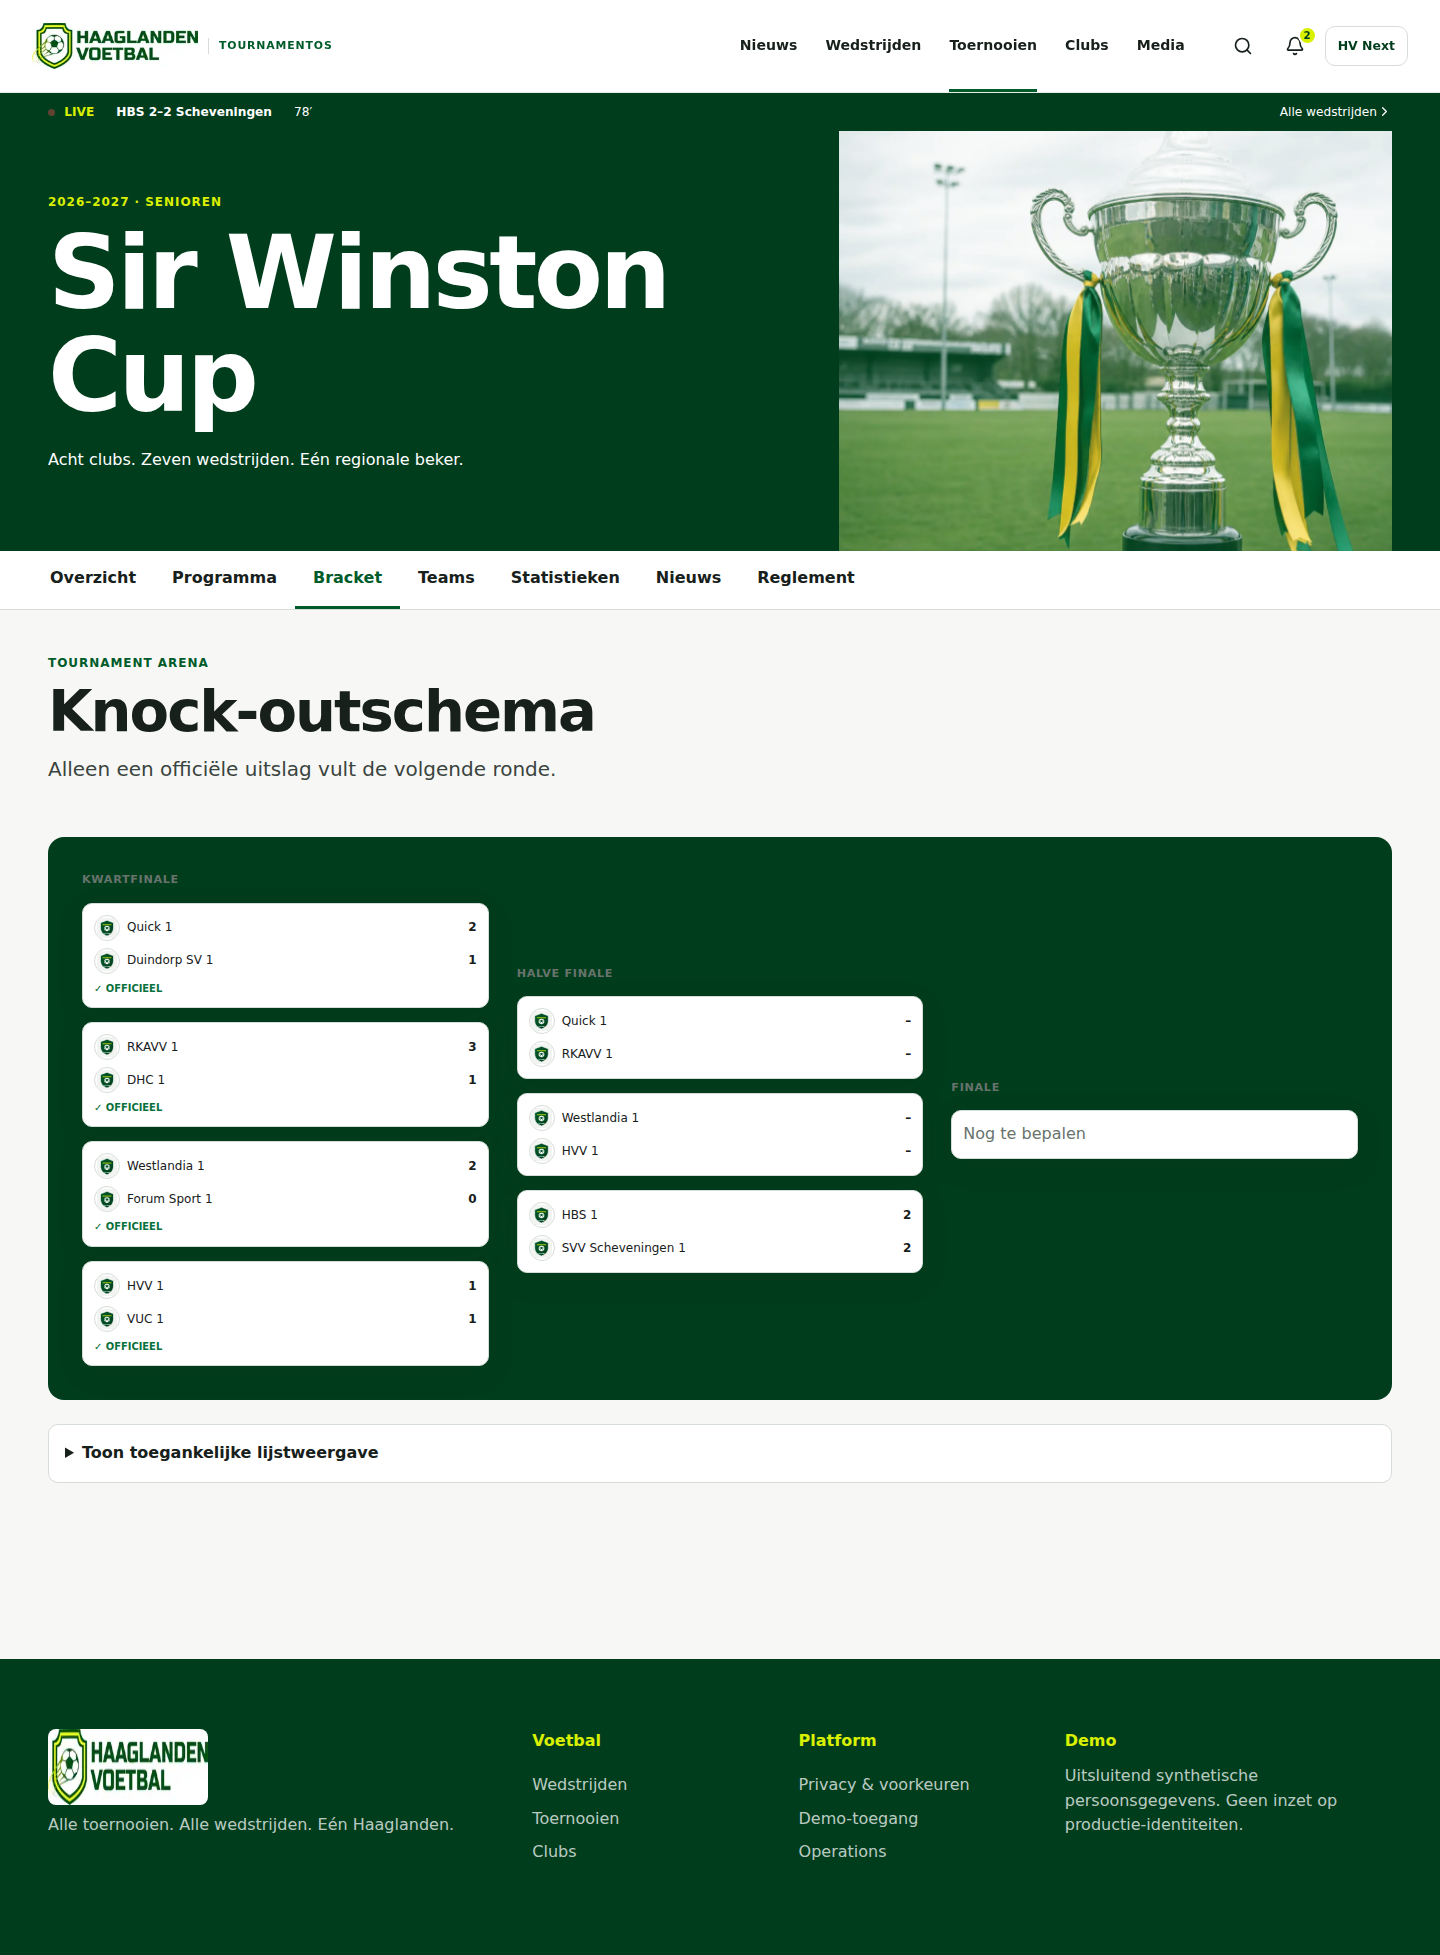 HAAGLANDEN
VOETBAL
TOURNAMENTOS
Nieuws
Wedstrijden
Toernooien
Clubs
Media
2
HV Next
LIVE
HBS 2–2 Scheveningen
78′
Alle wedstrijden
2026–2027 · SENIOREN
Sir Winston
Cup
Acht clubs. Zeven wedstrijden. Eén regionale beker.
Overzicht
Programma
Bracket
Teams
Statistieken
Nieuws
Reglement
TOURNAMENT ARENA
Knock-outschema
Alleen een officiële uitslag vult de volgende ronde.
KWARTFINALE
Quick 1 2
Duindorp SV 1 1
✓ OFFICIEEL
RKAVV 1 3
DHC 1 1
✓ OFFICIEEL
Westlandia 1 2
Forum Sport 1 0
✓ OFFICIEEL
HVV 1 1
VUC 1 1
✓ OFFICIEEL
HALVE FINALE
Quick 1 –
RKAVV 1 –
Westlandia 1 –
HVV 1 –
HBS 1 2
SVV Scheveningen 1 2
FINALE
Nog te bepalen
Toon toegankelijke lijstweergave
HAAGLANDEN
VOETBAL
Alle toernooien. Alle wedstrijden. Eén Haaglanden.
Voetbal
Wedstrijden
Toernooien
Clubs
Platform
Privacy & voorkeuren
Demo-toegang
Operations
Demo
Uitsluitend synthetische
persoonsgegevens. Geen inzet op
productie-identiteiten.